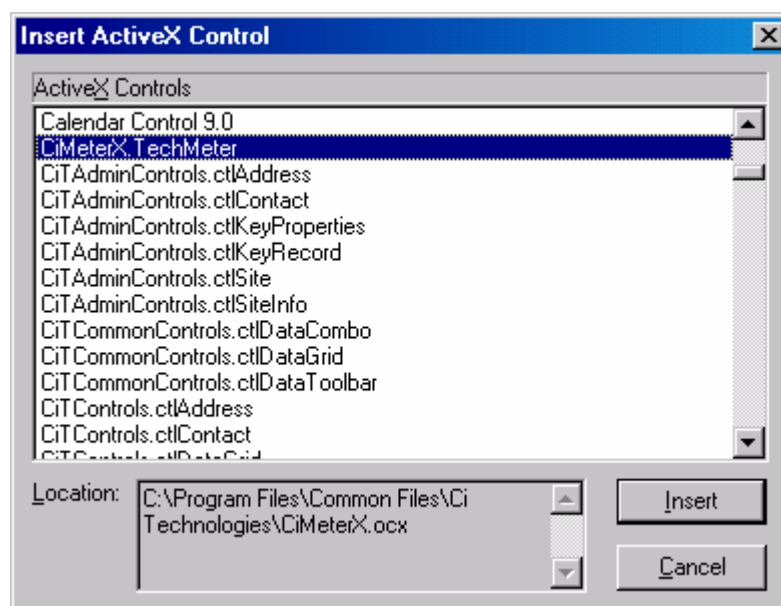 Insert ActiveX Control
ActiveX Controls
Calendar Control 9.0
CiMeterX.TechMeter
CiTAdminControls.ctlAddress
CiTAdminControls.ctlContact
CiTAdminControls.ctlKeyProperties
CiTAdminControls.ctlKeyRecord
CiTAdminControls.ctlSite
CiTAdminControls.ctlSiteInfo
CiTCommonControls.ctlDataCombo
CiTCommonControls.ctlDataGrid
CiTCommonControls.ctlDataToolbar
CiTControls.ctlAddress
CiTControls.ctlContact
CiTControls.ctlDataGrid
Location:
C:\Program Files\Common Files\Ci
Technologies\CiMeterX.ocx
Insert
Cancel